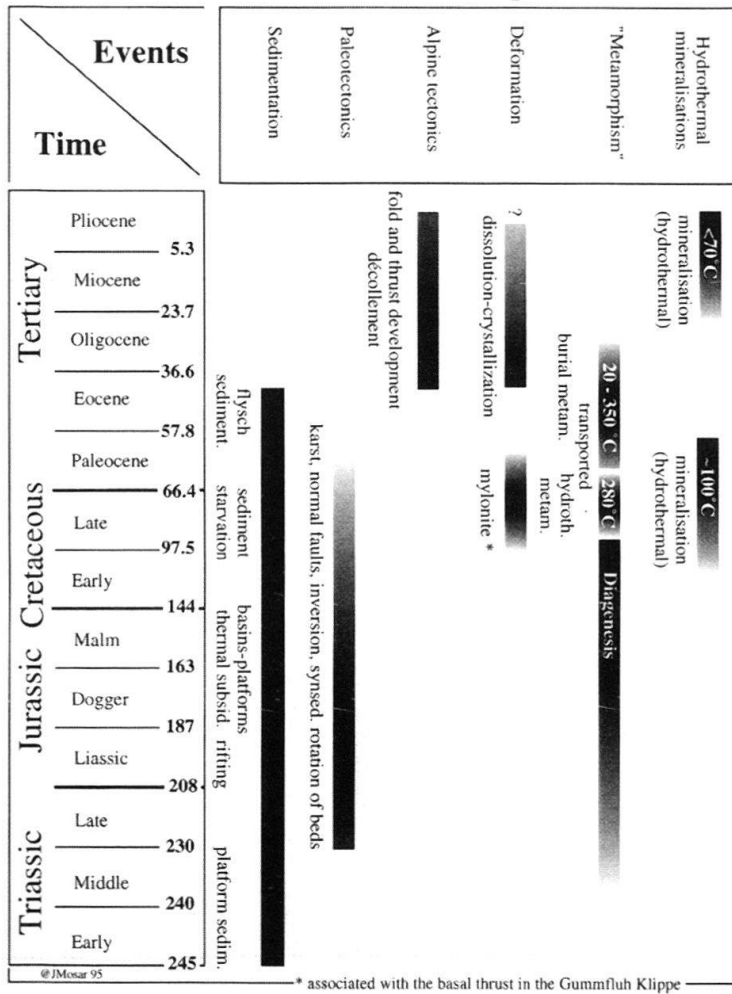 Events
Time
Sedimentation
Paleotectonics
Alpine tectonics
Deformation
"Metamorphism"
Hydrothermal
mineralisations
Tertiary
Cretaceous
Jurassic
Triassic
Pliocene
5.3
Miocene
23.7
Oligocene
36.6
Eocene
57.8
Paleocene
66.4
Late
97.5
Early
144
Malm
163
Dogger
187
Liassic
208
Late
230
Middle
240
Early
245
flysch
sediment.
sediment
starvation
basins-platforms
thermal subsid. rifting
platform sedim.
karst, normal faults, inversion, synsed. rotation of beds
fold and thrust development
décollement
?
dissolution-crystallization
mylonite *
20 - 350 °C
transported
burial metam.
280°C
hydroth.
metam.
Diagenesis
<70°C
mineralisation
(hydrothermal)
~100°C
mineralisation
(hydrothermal)
@JMosar 95
* associated with the basal thrust in the Gummfluh Klippe